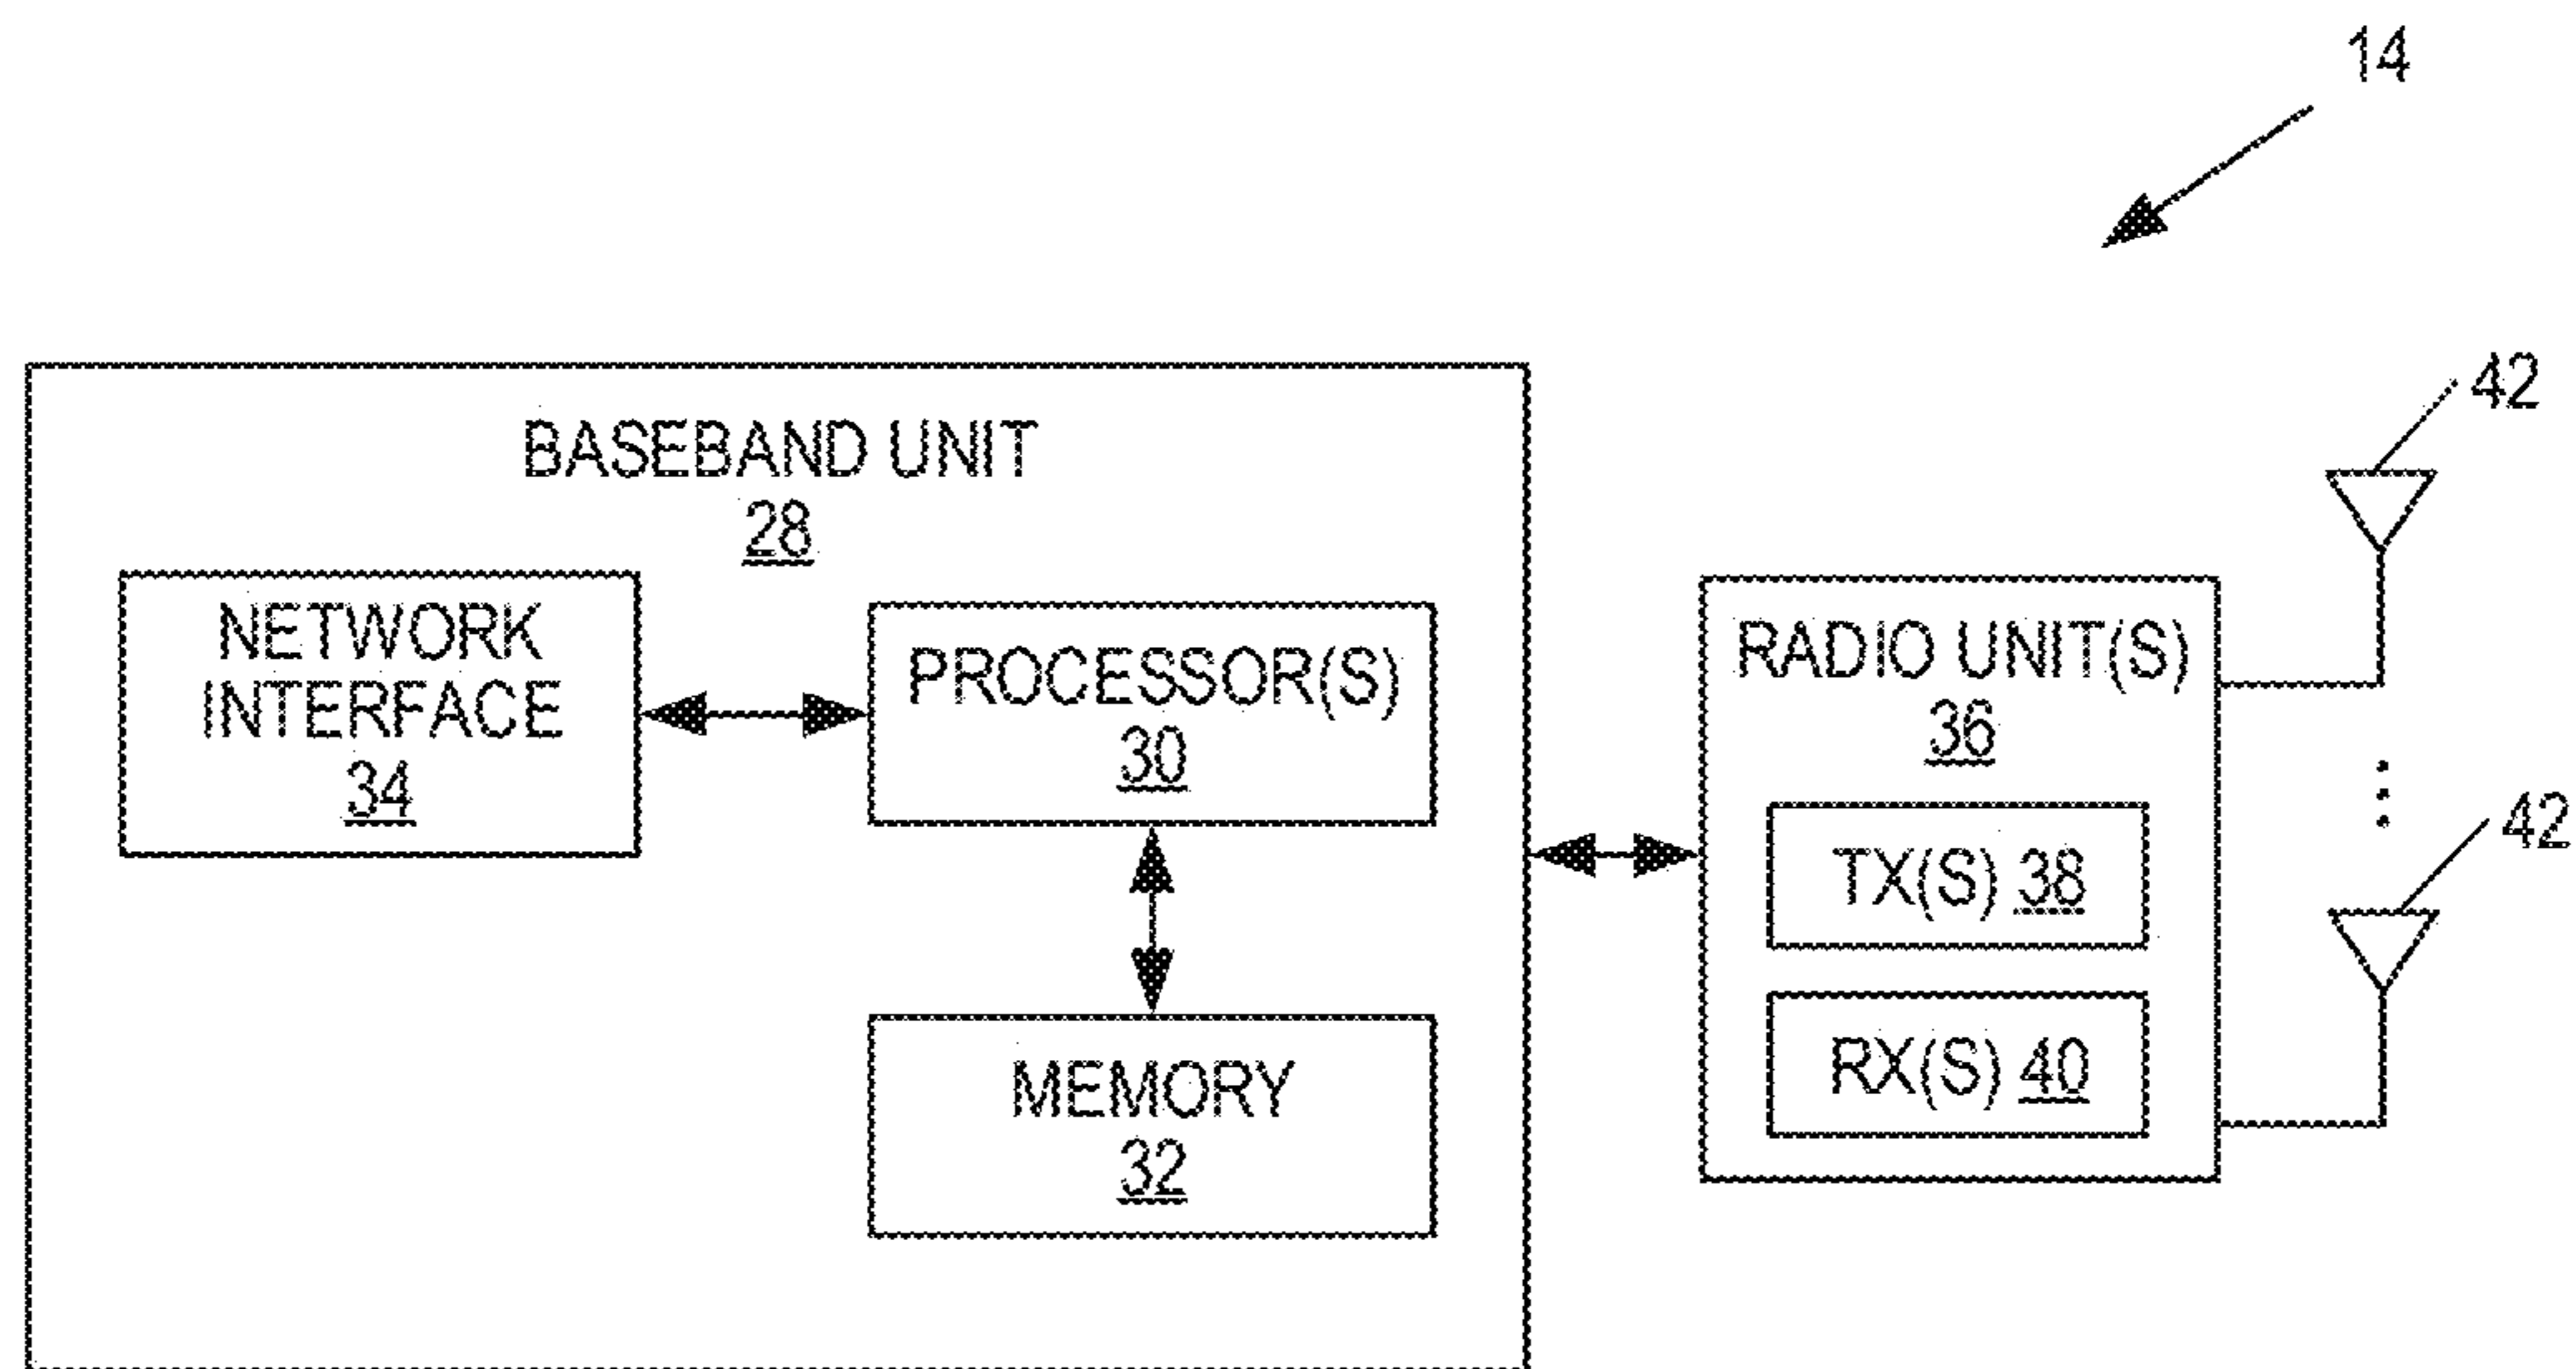 14
BASEBAND UNIT
28
NETWORK
INTERFACE
34
PROCESSOR(S)
30
MEMORY
32
RADIO UNIT(S)
36
TX(S) 38
RX(S) 40
42
42